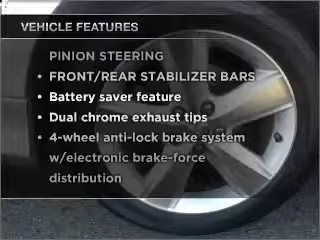 VEHICLE FEATURES
PINION STEERING
• FRONT/REAR STABILIZER BARS
• Battery saver feature
• Dual chrome exhaust tips
• 4-wheel anti-lock brake system
w/electronic brake-force
distribution